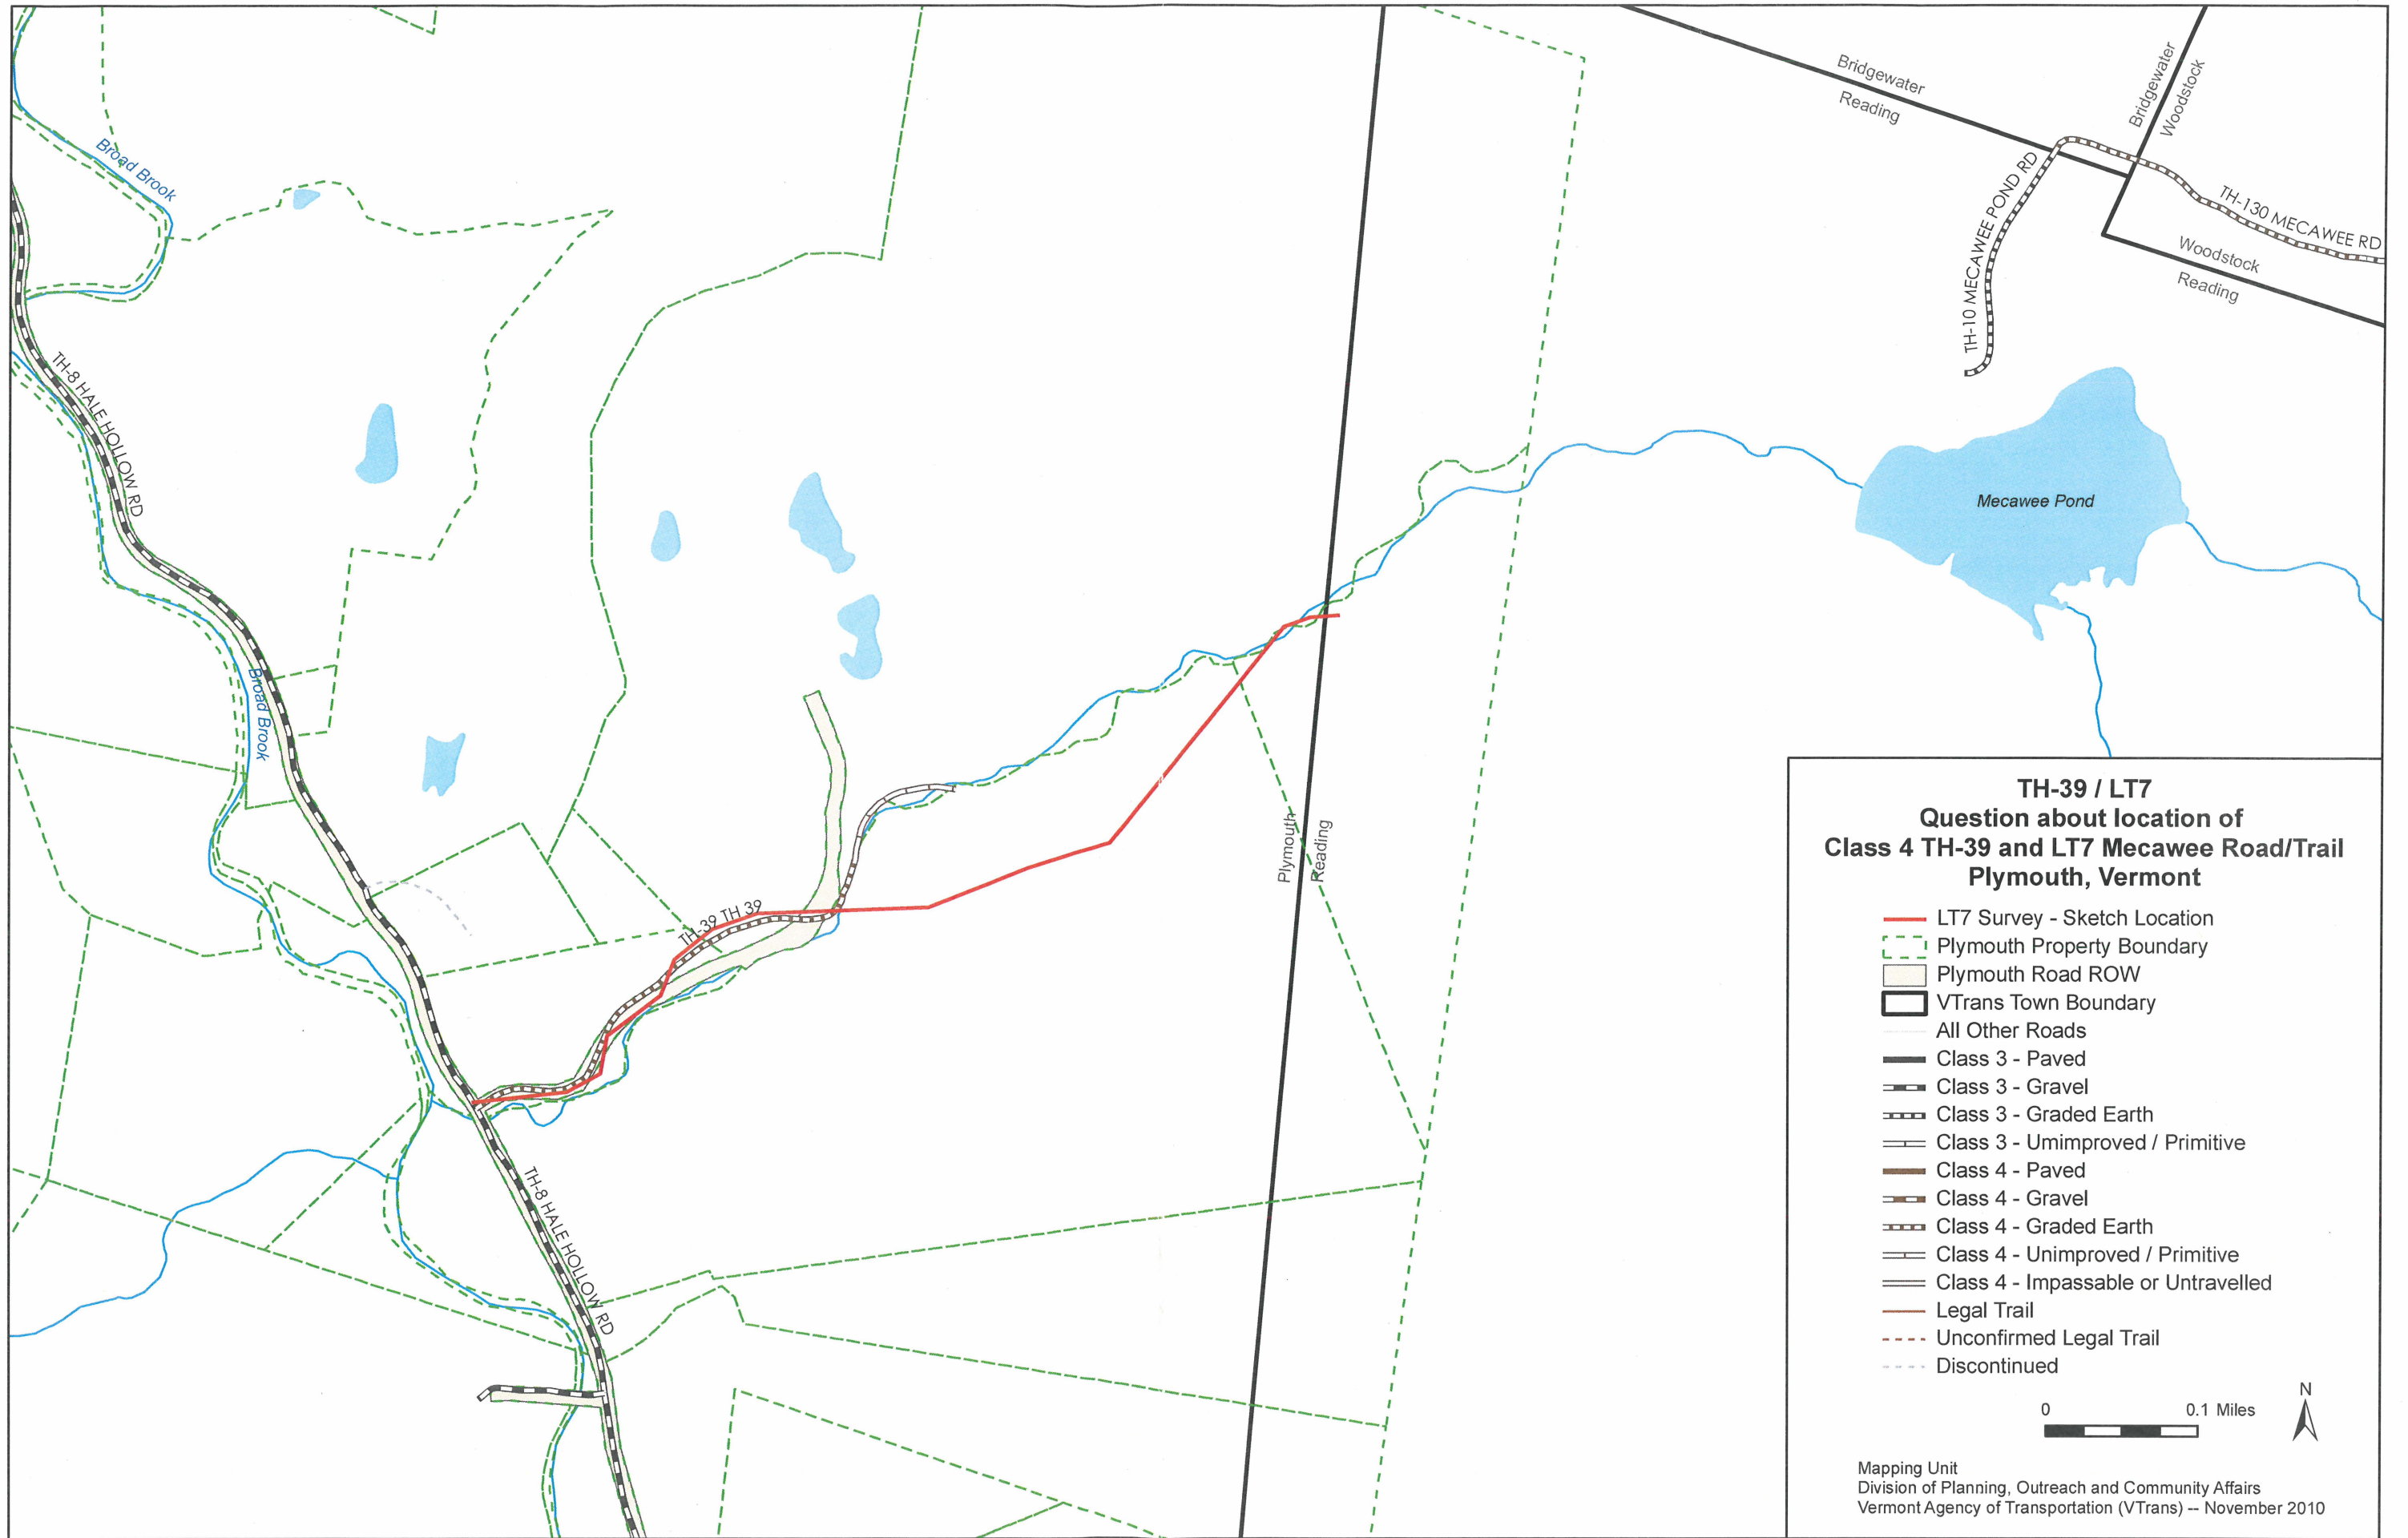 Bridgewater
Reading
Bridgewater
Woodstock
TH-10 MECAWEE POND RD
TH-130 MECAWEE RD
Woodstock
Reading
Broad Brook
TH-8 HALE HOLLOW RD
Mecawee Pond
Broad Brook
Plymouth
Reading
TH-39 TH 39
TH-8 HALE HOLLOW RD
TH-39 / LT7
Question about location of
Class 4 TH-39 and LT7 Mecawee Road/Trail
Plymouth, Vermont
LT7 Survey - Sketch Location
Plymouth Property Boundary
Plymouth Road ROW
VTrans Town Boundary
All Other Roads
Class 3 - Paved
Class 3 - Gravel
Class 3 - Graded Earth
Class 3 - Umimproved / Primitive
Class 4 - Paved
Class 4 - Gravel
Class 4 - Graded Earth
Class 4 - Unimproved / Primitive
Class 4 - Impassable or Untravelled
Legal Trail
Unconfirmed Legal Trail
Discontinued
N
0 0.1 Miles
Mapping Unit
Division of Planning, Outreach and Community Affairs
Vermont Agency of Transportation (VTrans) -- November 2010